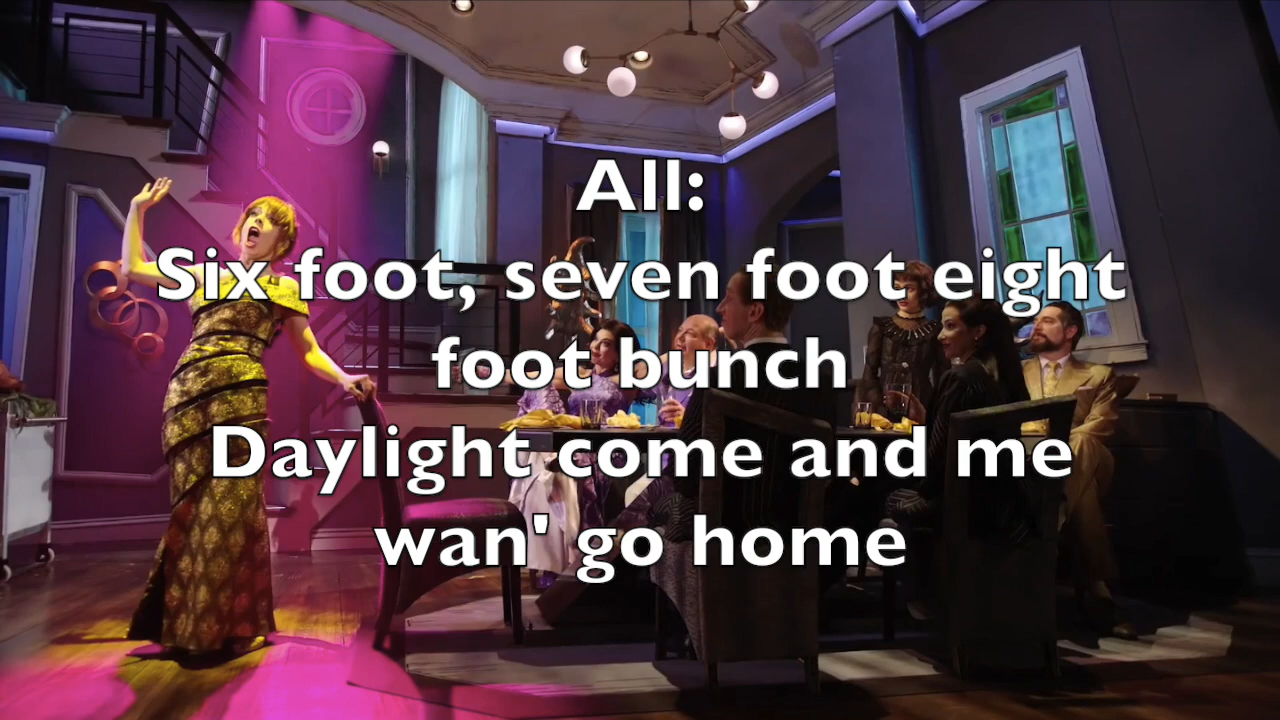 All:
Six foot, seven foot eight
foot bunch
Daylight come and me
wan' go home